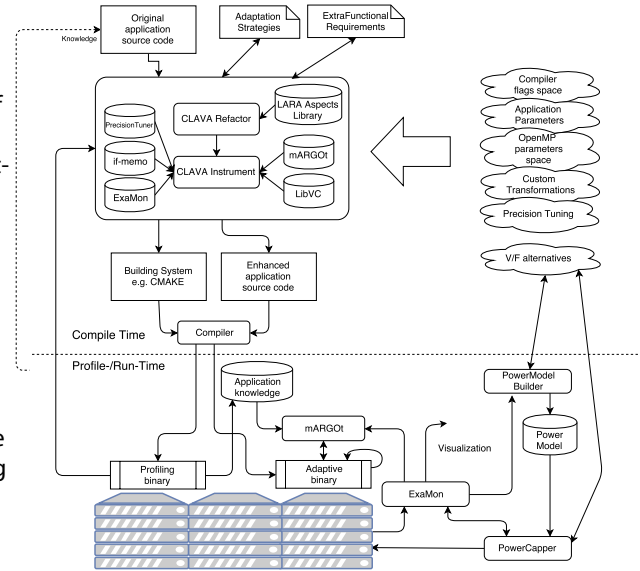 Original
application
source code
Adaptation
Strategies
ExtraFunctional
Requirements
Knowledge
f
t-
e
g
PrecisionTuner
if-memo
ExaMon
CLAVA Refactor
CLAVA Instrument
LARA Aspects
Library
mARGOt
LibVC
Compiler
flags space
Application
Parameters
OpenMP
parameters
space
Custom
Transformations
Precision Tuning
V/F alternatives
Building System
e.g. CMAKE
Enhanced
application
source code
Compiler
Compile Time
Profile-/Run-Time
Application
knowledge
mARGOt
Profiling
binary
Adaptive
binary
Visualization
ExaMon
PowerModel
Builder
Power
Model
PowerCapper